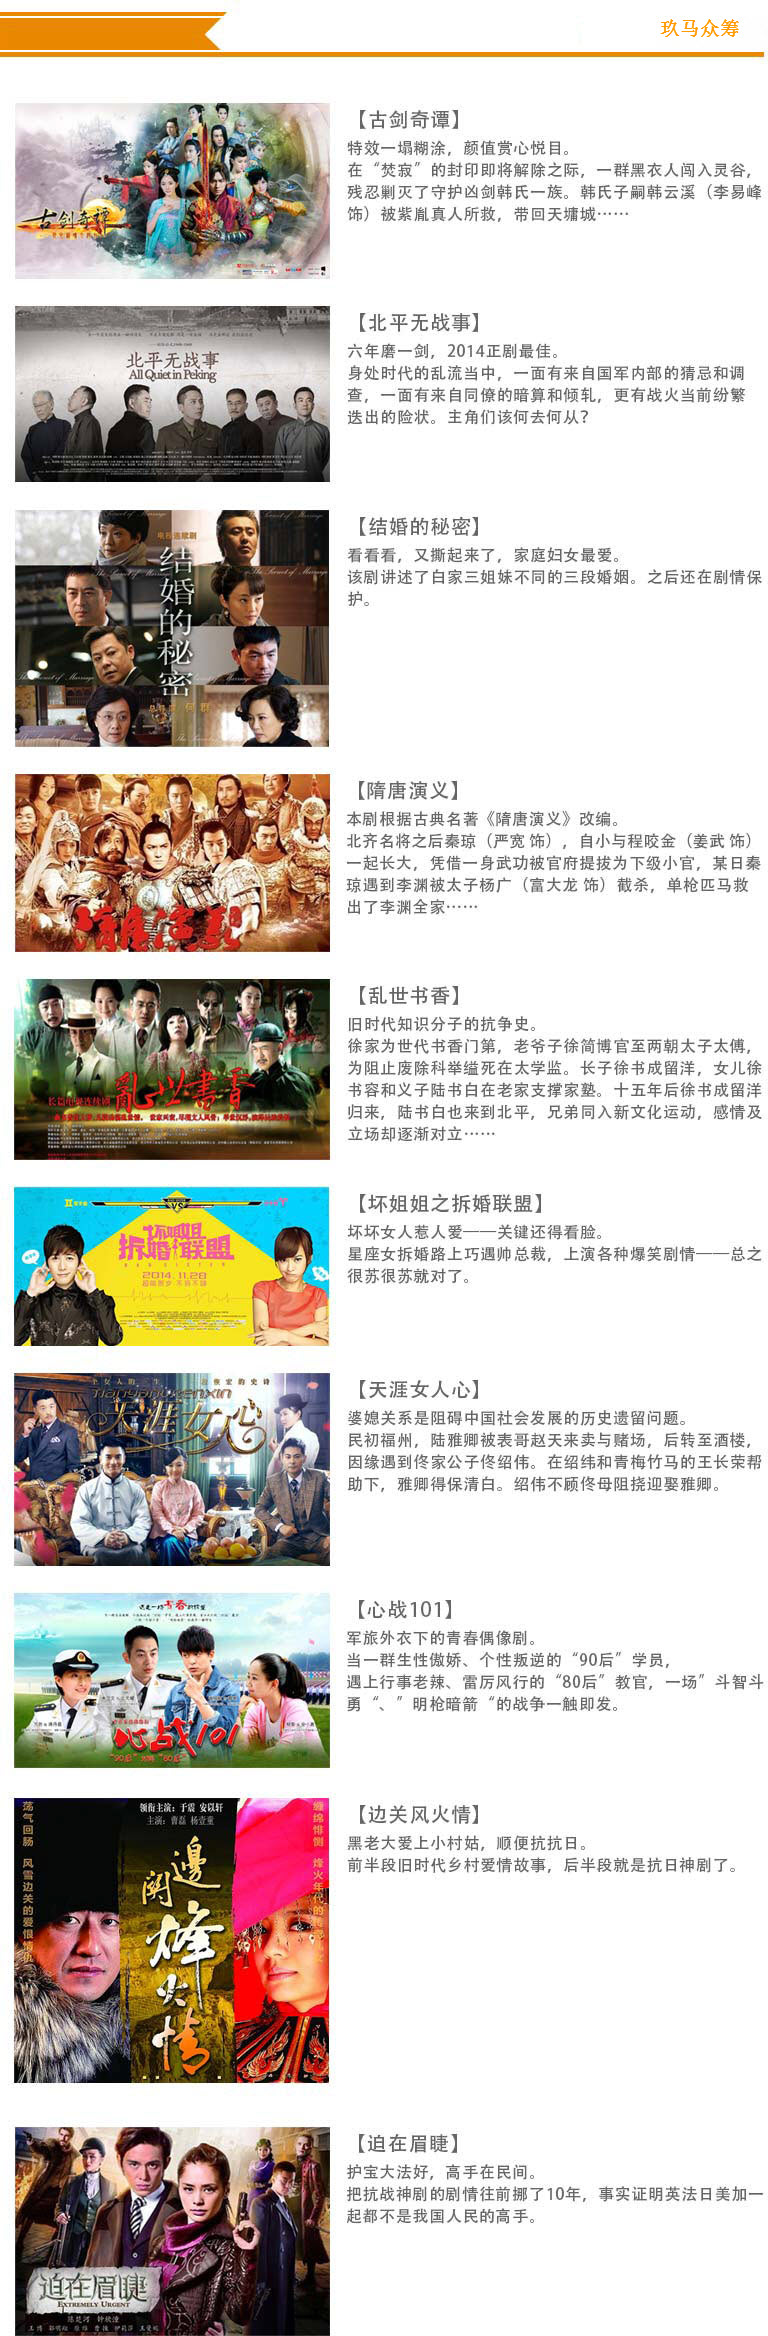 玖马众筹
【古剑奇谭】
特效一塌糊涂，颜值赏心悦目。
在“焚寂”的封印即将解除之际，一群黑衣人闯入灵谷，
残忍剿灭了守护凶剑韩氏一族。韩氏子嗣韩云溪（李易峰
饰）被紫胤真人所救，带回天墉城……
古剑奇谭
北平无战事
All Quiet in Peking
【北平无战事】
六年磨一剑，2014正剧最佳。
身处时代的乱流当中，一面有来自国军内部的猜忌和调
查，一面有来自同僚的暗算和倾轧，更有战火当前纷繁
迭出的险状。主角们该何去何从？
电视连续剧
结婚的秘密
The Secret of Marriage
【结婚的秘密】
看看看，又撕起来了，家庭妇女最爱。
该剧讲述了白家三姐妹不同的三段婚姻。之后还在剧情保
护。
隋唐演义
【隋唐演义】
本剧根据古典名著《隋唐演义》改编。
北齐名将之后秦琼（严宽 饰），自小与程咬金（姜武 饰）
一起长大，凭借一身武功被官府提拔为下级小官，某日秦
琼遇到李渊被太子杨广（富大龙 饰）截杀，单枪匹马救
出了李渊全家……
长篇电视连续剧
亂世書香
【乱世书香】
旧时代知识分子的抗争史。
徐家为世代书香门第，老爷子徐简博官至两朝太子太傅，
为阻止废除科举缢死在太学监。长子徐书成留洋，女儿徐
书容和义子陆书白在老家支撑家塾。十五年后徐书成留洋
归来，陆书白也来到北平，兄弟同入新文化运动，感情及
立场却逐渐对立……
VS
坏姐姐
拆婚联盟
BAD SISTER
2014.11.28
【坏姐姐之拆婚联盟】
坏坏女人惹人爱——关键还得看脸。
星座女拆婚路上巧遇帅总裁，上演各种爆笑剧情——总之
很苏很苏就对了。
天涯女人心
【天涯女人心】
婆媳关系是阻碍中国社会发展的历史遗留问题。
民初福州，陆雅卿被表哥赵天来卖与赌场，后转至酒楼，
因缘遇到佟家公子佟绍伟。在绍纬和青梅竹马的王长荣帮
助下，雅卿得保清白。绍伟不顾佟母阻挠迎娶雅卿。
心战101
【心战101】
军旅外衣下的青春偶像剧。
当一群生性傲娇、个性叛逆的“90后”学员，
遇上行事老辣、雷厉风行的“80后”教官，一场”斗智斗
勇“、”明枪暗箭“的战争一触即发。
领衔主演：于震 安以轩
主演：曹磊 杨壹童
荡气回肠 风雪边关的爱恨情仇
邊關烽火情
【边关风火情】
黑老大爱上小村姑，顺便抗抗日。
前半段旧时代乡村爱情故事，后半段就是抗日神剧了。
迫在眉睫
EXTREMELY URGENT
陈楚河 钟欣潼
【迫在眉睫】
护宝大法好，高手在民间。
把抗战神剧的剧情往前挪了10年，事实证明英法日美加一
起都不是我国人民的高手。